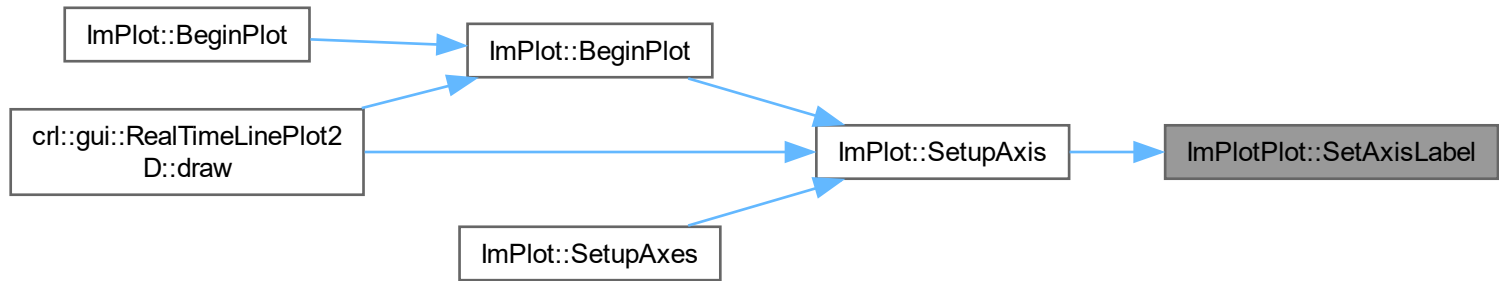 ImPlot::BeginPlot
ImPlot::BeginPlot
crl::gui::RealTimeLinePlot2
D::draw
ImPlot::SetupAxis
ImPlotPlot::SetAxisLabel
ImPlot::SetupAxes